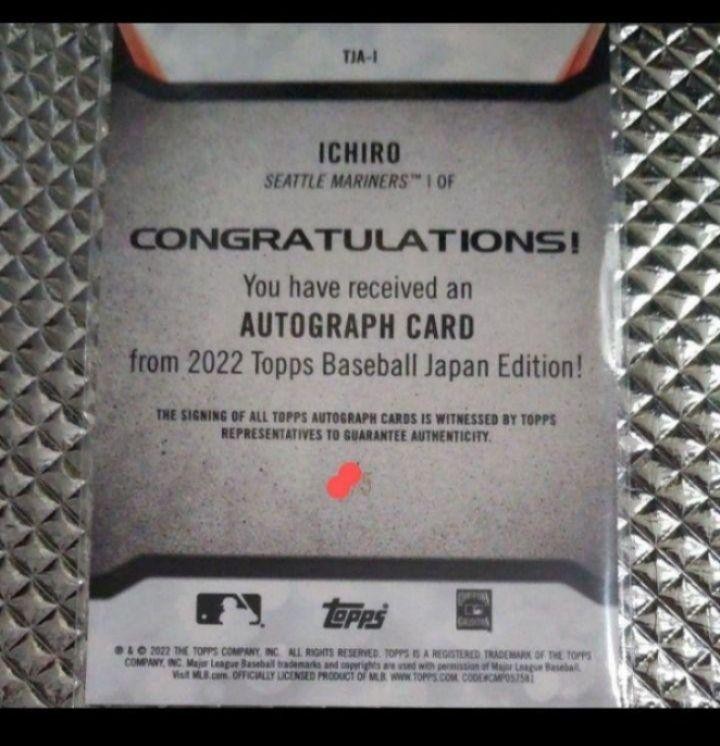 TJA-I
ICHIRO
SEATTLE MARINERS™ | OF
CONGRATULATIONS!
You have received an
AUTOGRAPH CARD
from 2022 Topps Baseball Japan Edition!
THE SIGNING OF ALL TOPPS AUTOGRAPH CARDS IS WITNESSED BY TOPPS
REPRESENTATIVES TO GUARANTEE AUTHENTICITY.
5
topps
® & © 2022 THE TOPPS COMPANY, INC. ALL RIGHTS RESERVED. TOPPS IS A REGISTERED TRADEMARK OF THE TOPPS
COMPANY, INC. Major League Baseball trademarks and copyrights are used with permission of Major League Baseball.
Visit MLB.com. OFFICIALLY LICENSED PRODUCT OF MLB. WWW.TOPPS.COM. CODE#CMP057581